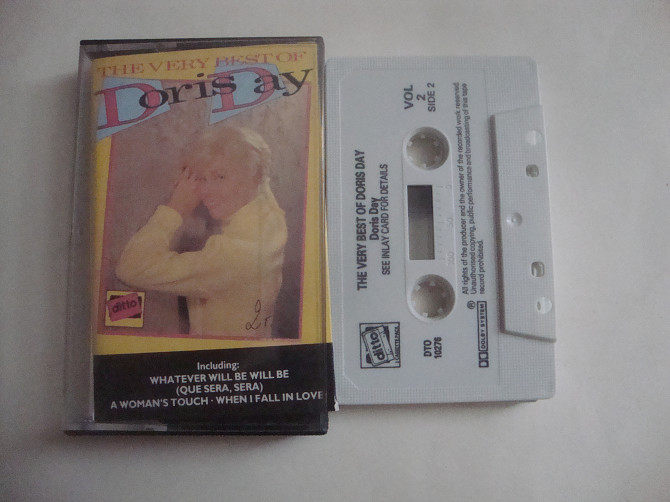 THE VERY BEST OF
Doris Day
ditto
Including:
WHATEVER WILL BE WILL BE
(QUE SERA, SERA)
A WOMAN'S TOUCH · WHEN I FALL IN LOVE
VOL
2
SIDE 2
THE VERY BEST OF DORIS DAY
Doris Day
SEE INLAY CARD FOR DETAILS
All rights of the producer and the owner of the recorded work reserved.
Unauthorised copying, public performance and broadcasting of this tape
record prohibited.
ditto
DTO
10276
Ⓟ
DOLBY SYSTEM